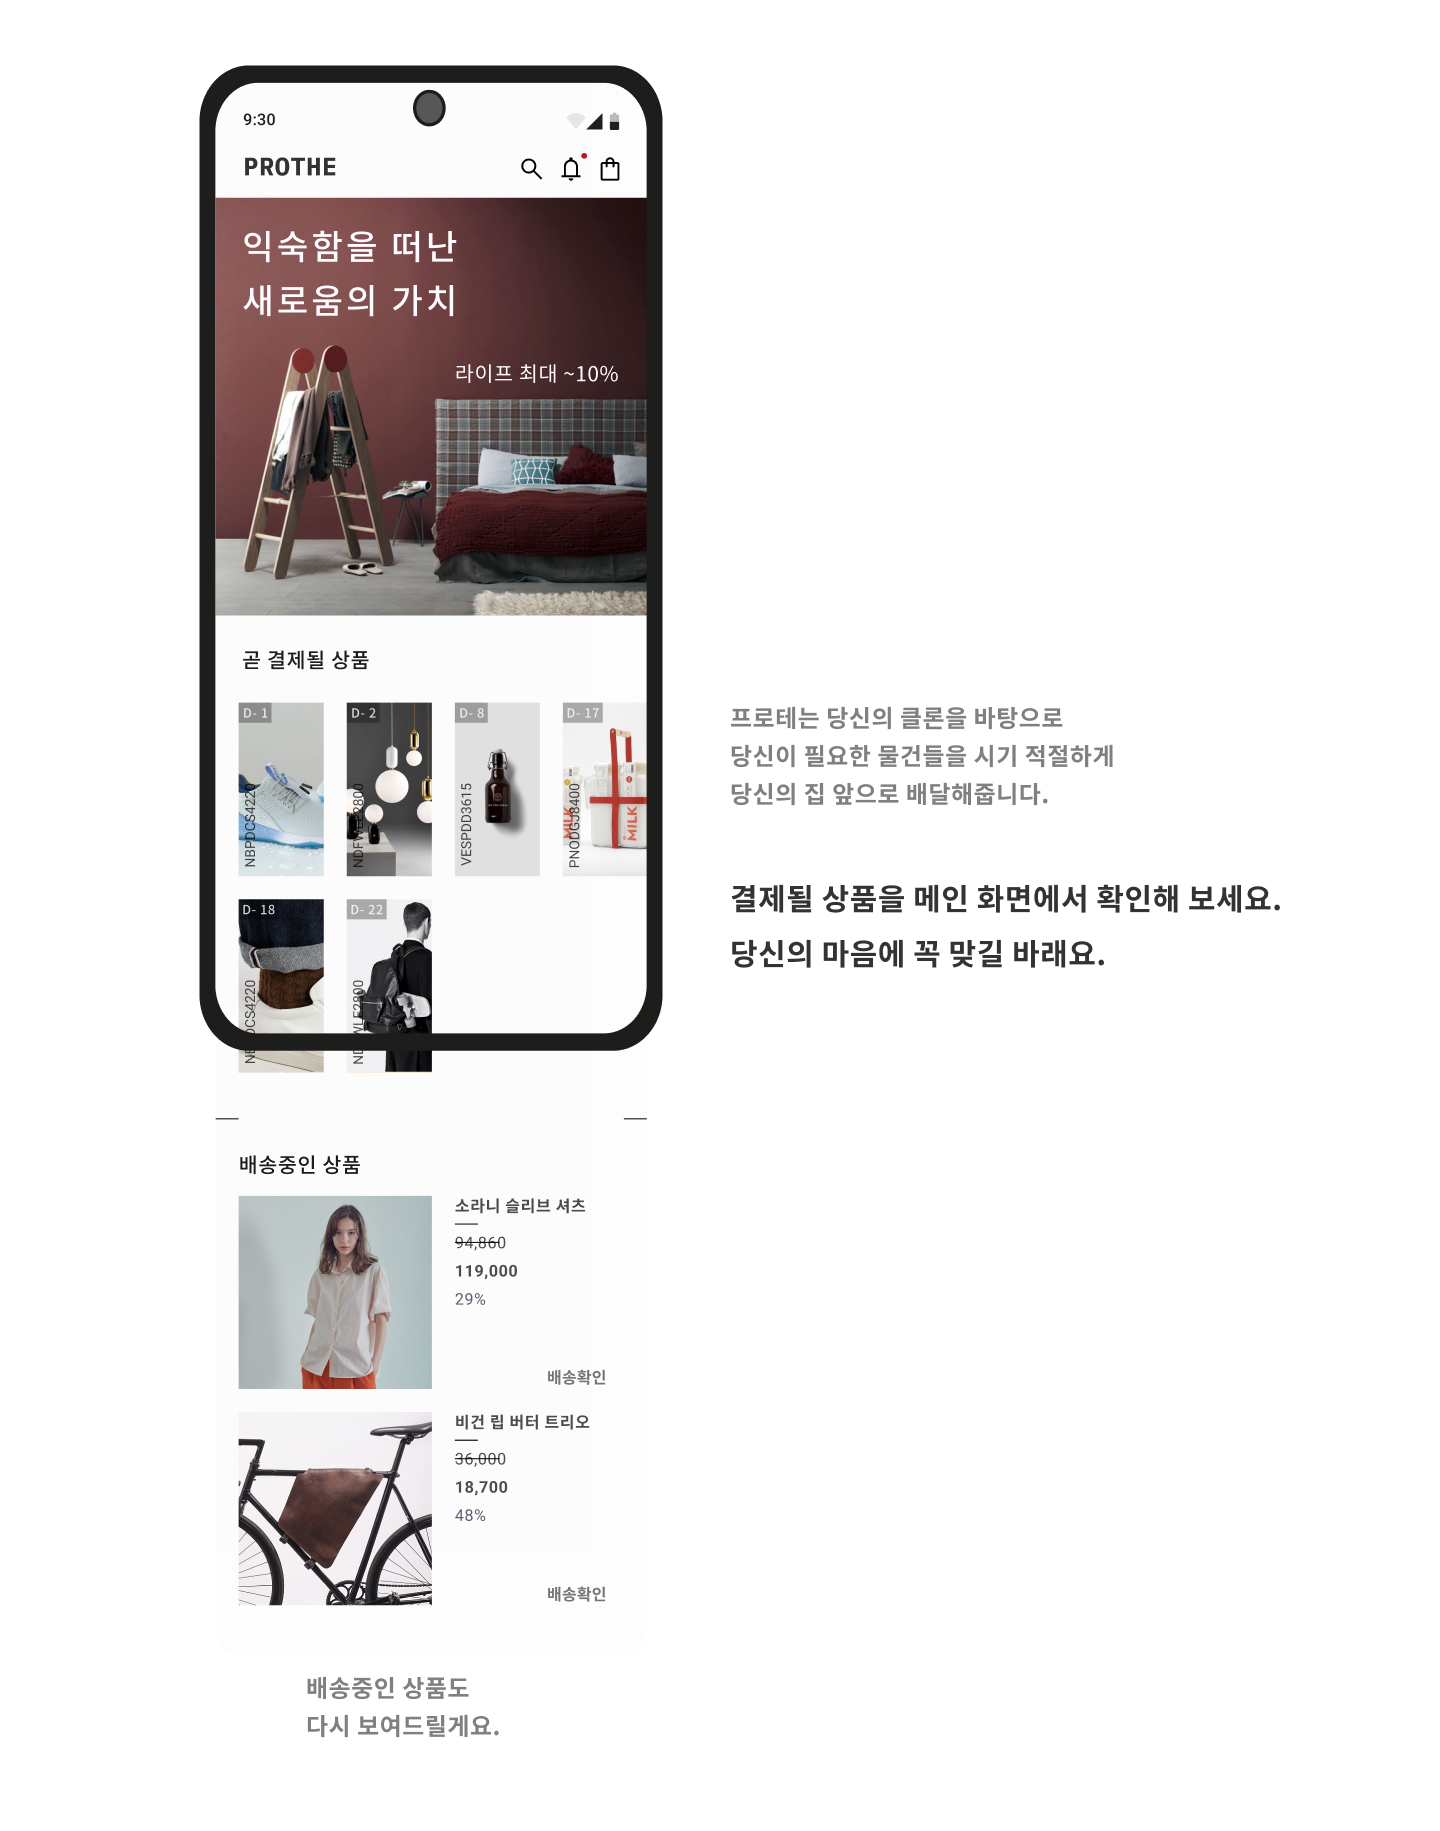 9:30
PROTHE
익숙함을 떠난
새로움의 가치
라이프 최대 ~10%
곧 결제될 상품
D- 1
D- 2
D- 8
D- 17
NBPDCS4220
NDFWLE2800
VESPDD3615
PNODGJ8400
MILK
MILK
D- 18
D- 22
프로테는 당신의 클론을 바탕으로
당신이 필요한 물건들을 시기 적절하게
당신의 집 앞으로 배달해줍니다.
결제될 상품을 메인 화면에서 확인해 보세요.
당신의 마음에 꼭 맞길 바래요.
배송중인 상품
소라니 슬리브 셔츠
94,860
119,000
29%
배송확인
비건 립 버터 트리오
36,000
18,700
48%
배송확인
배송중인 상품도
다시 보여드릴게요.